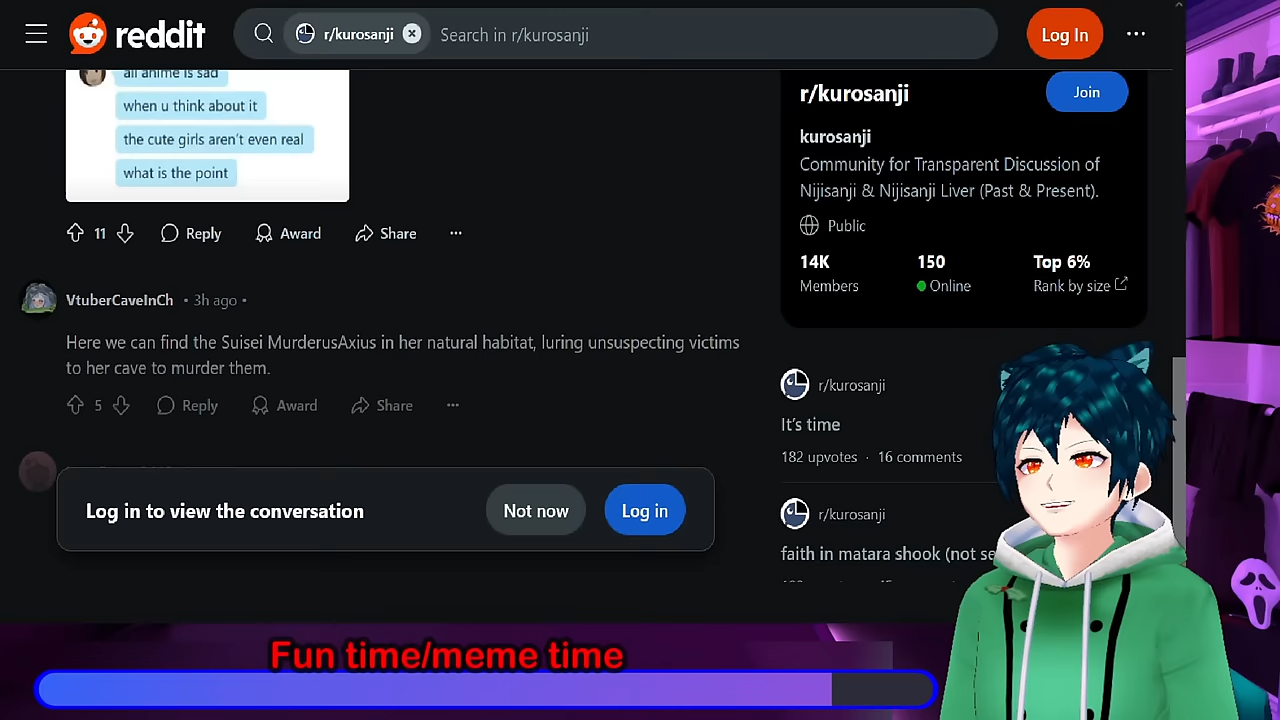 reddit
r/kurosanji
Search in r/kurosanji
Log In
all anime is sad
when u think about it
the cute girls aren't even real
what is the point
11 Reply Award Share
VtuberCaveInCh • 3h ago •
Here we can find the Suisei MurderusAxius in her natural habitat, luring unsuspecting victims
to her cave to murder them.
5 Reply Award Share
Log in to view the conversation
Not now
Log in
r/kurosanji
Join
kurosanji
Community for Transparent Discussion of
Nijisanji & Nijisanji Liver (Past & Present).
Public
14K 150 Top 6%
Members Online Rank by size
r/kurosanji
It's time
182 upvotes · 16 comments
r/kurosanji
faith in matara shook (not
Fun time/meme time